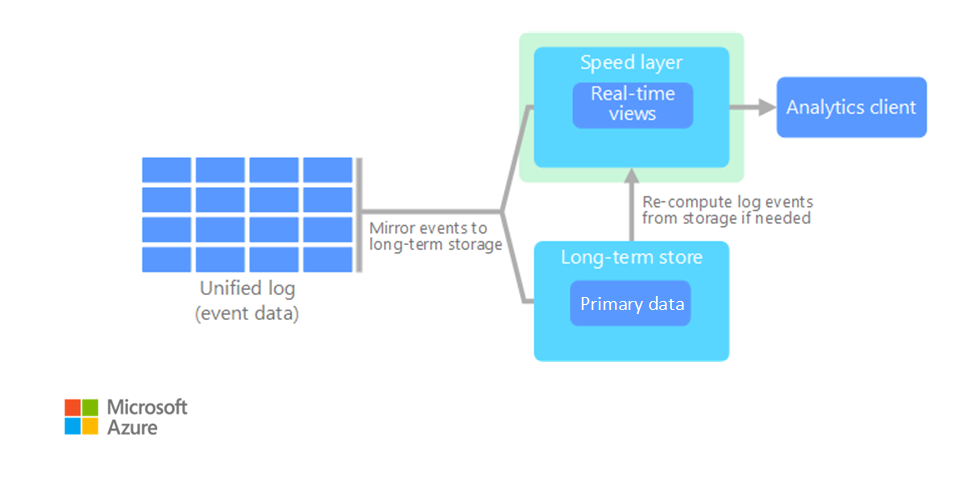 Speed layer
Real-time
views
Analytics client
Re-compute log events
from storage if needed
Mirror events to
long-term storage
Long-term store
Primary data
Unified log
(event data)
Microsoft
Azure